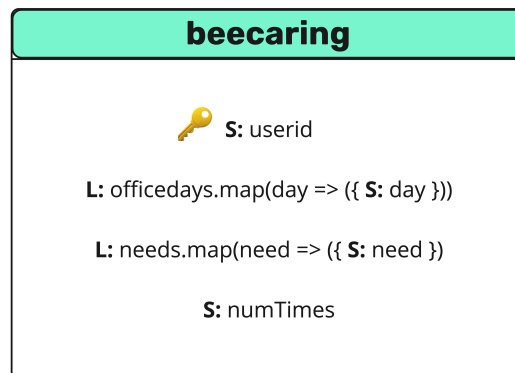 beecaring
S: userid
L: officedays.map(day => ({ S: day }))
L: needs.map(need => ({ S: need })
S: numTimes